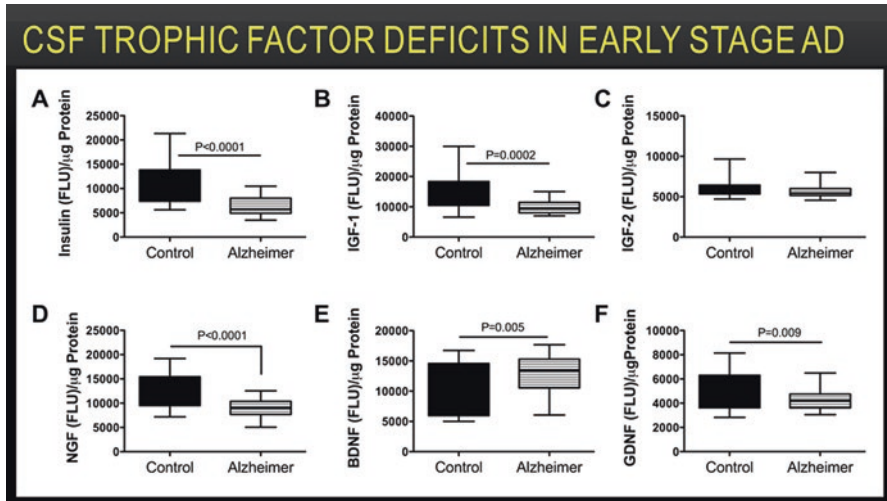 CSF TROPHIC FACTOR DEFICITS IN EARLY STAGE AD
A
Insulin (FLU)/µg Protein
25000
20000
15000
10000
5000
0
P<0.0001
Control Alzheimer
B
IGF-1 (FLU)/µg Protein
40000
30000
20000
10000
0
P=0.0002
Control Alzheimer
C
IGF-2 (FLU)/µg Protein
15000
10000
5000
0
Control Alzheimer
D
NGF (FLU)/µg Protein
25000
20000
15000
10000
5000
0
P<0.0001
Control Alzheimer
E
BDNF (FLU)/µg Protein
20000
15000
10000
5000
0
P=0.005
Control Alzheimer
F
GDNF (FLU)/µgProtein
10000
8000
6000
4000
2000
0
P=0.009
Control Alzheimer